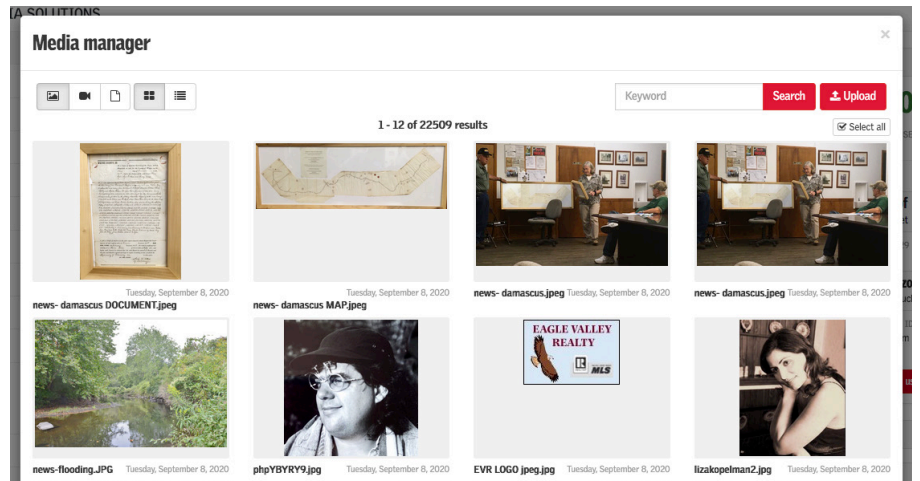 IA SOLUTIONS
Media manager
×
Keyword
Search
Upload
1 - 12 of 22509 results
Select all
Tuesday, September 8, 2020
news- damascus DOCUMENT.jpeg
Tuesday, September 8, 2020
news- damascus MAP.jpeg
news- damascus.jpeg Tuesday, September 8, 2020
news- damascus.jpeg Tuesday, September 8, 2020
EAGLE VALLEY
REALTY
R MLS
news-flooding.JPG Tuesday, September 8, 2020
phpYBYRY9.jpg Tuesday, September 8, 2020
EVR LOGO jpeg.jpg Tuesday, September 8, 2020
lizakopelman2.jpg Tuesday, September 8, 2020